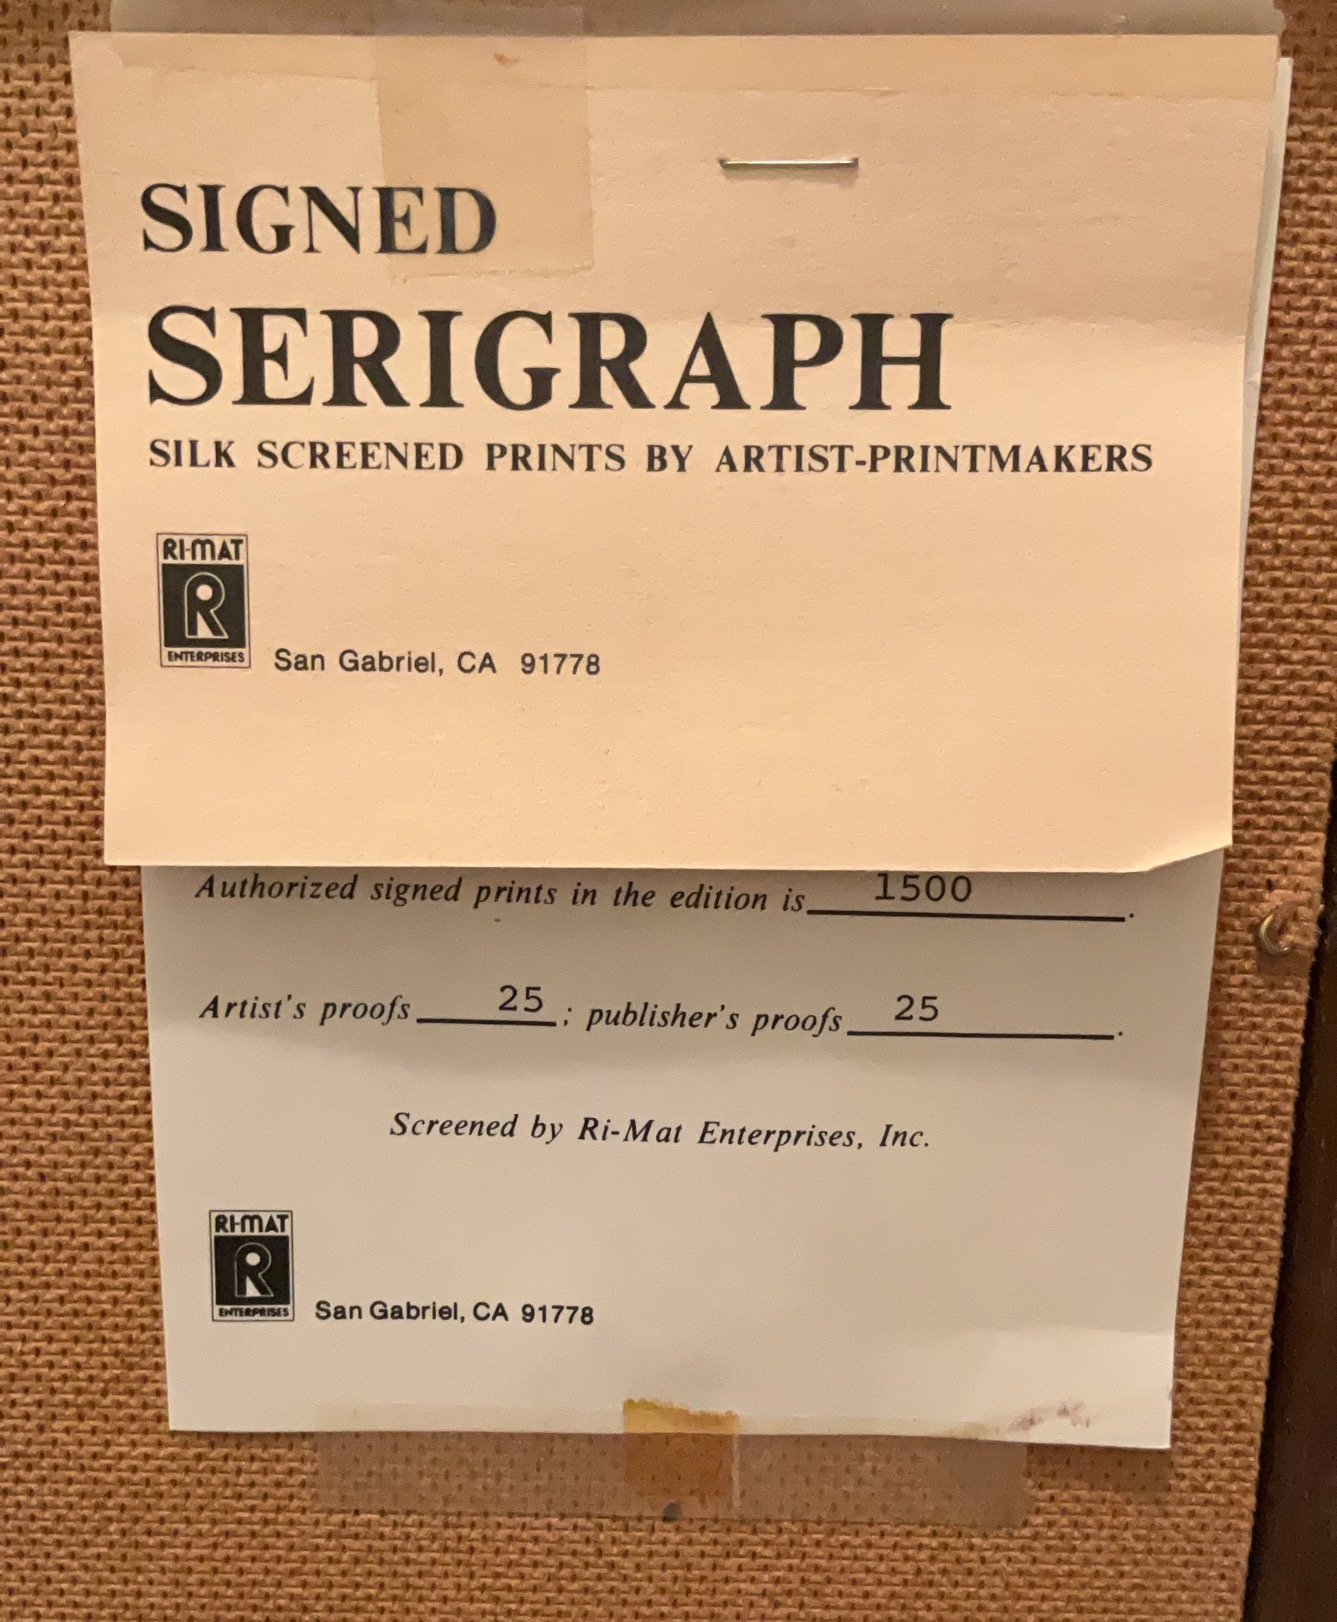 SIGNED
SERIGRAPH
SILK SCREENED PRINTS BY ARTIST-PRINTMAKERS
RI-MAT
R
ENTERPRISES
San Gabriel, CA 91778
Authorized signed prints in the edition is 1500.
Artist's proofs 25; publisher's proofs 25.
Screened by Ri-Mat Enterprises, Inc.
RI-MAT
R
ENTERPRISES
San Gabriel, CA 91778